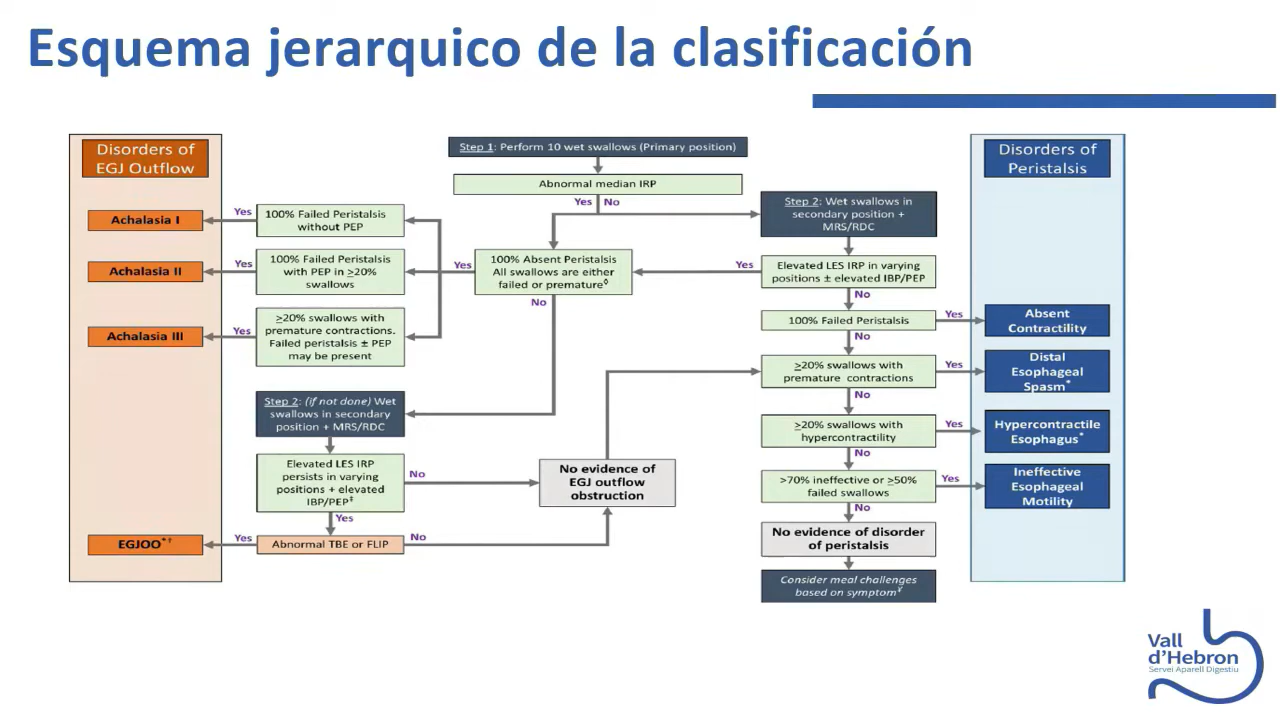 Esquema jerarquico de la clasificación
Disorders of
EGJ Outflow
Achalasia I
Achalasia II
Achalasia III
EGJOO*†
Yes
100% Failed Peristalsis
without PEP
Yes
100% Failed Peristalsis
with PEP in ≥20%
swallows
Yes
≥20% swallows with
premature contractions.
Failed peristalsis ± PEP
may be present
Step 1: Perform 10 wet swallows (Primary position)
Abnormal median IRP
Yes No
100% Absent Peristalsis
All swallows are either
failed or premature◊
Yes
No
Step 2: (if not done) Wet
swallows in secondary
position + MRS/RDC
Elevated LES IRP
persists in varying
positions + elevated
IBP/PEP‡
No
Yes
Abnormal TBE or FLIP
Yes
No
No evidence of
EGJ outflow
obstruction
Step 2: Wet swallows in
secondary position +
MRS/RDC
Elevated LES IRP in varying
positions ± elevated IBP/PEP
Yes
No
100% Failed Peristalsis
Yes
No
≥20% swallows with
premature contractions
Yes
No
≥20% swallows with
hypercontractility
Yes
No
>70% ineffective or ≥50%
failed swallows
Yes
No
No evidence of disorder
of peristalsis
Consider meal challenges
based on symptom¥
Disorders of
Peristalsis
Absent
Contractility
Distal
Esophageal
Spasm*
Hypercontractile
Esophagus*
Ineffective
Esophageal
Motility
Vall
d'Hebron
Servei Aparell Digestiu